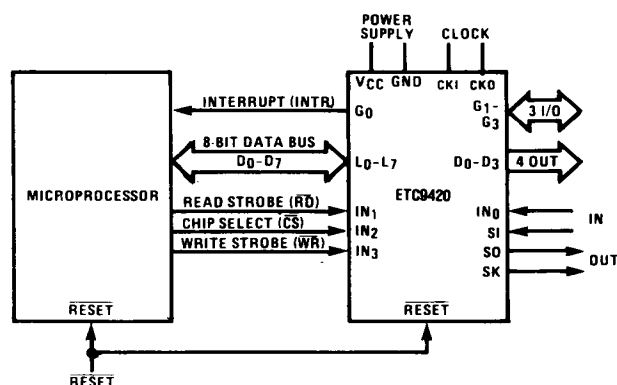 POWER SUPPLY
CLOCK
VCC GND CKI CKO
INTERRUPT (INTR)
G0
G1-G3
3 I/O
8-BIT DATA BUS
D0-D7
L0-L7
D0-D3
4 OUT
MICROPROCESSOR
ETC9420
READ STROBE (RD)
IN1
IN0
IN
CHIP SELECT (CS)
IN2
SI
WRITE STROBE (WR)
IN3
SO
OUT
SK
RESET
RESET
RESET